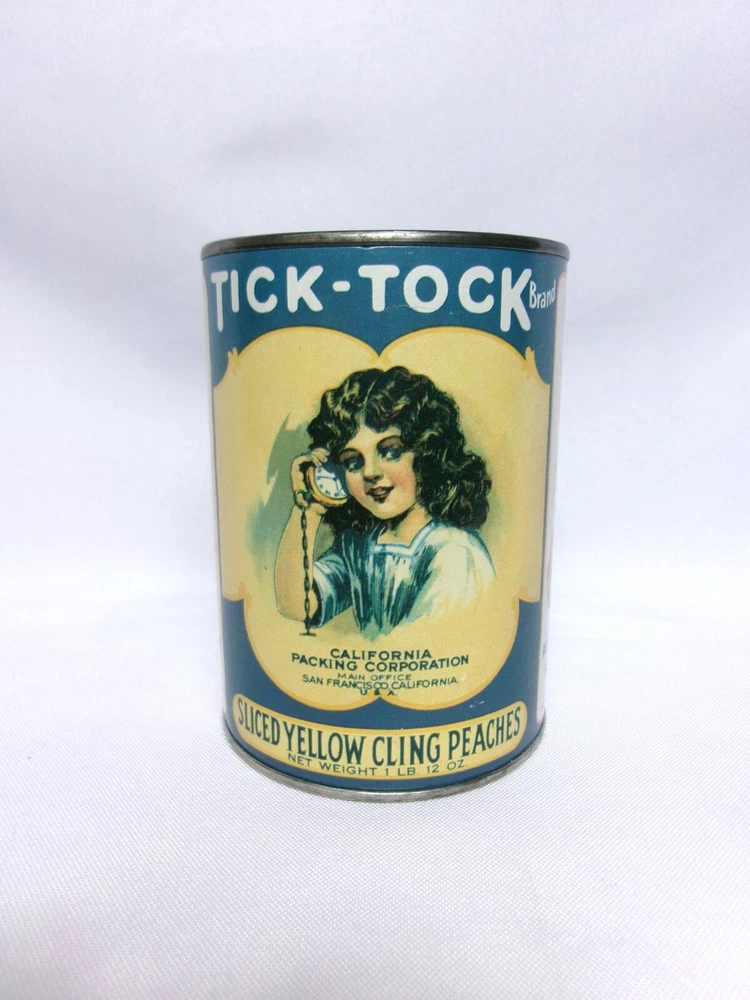 TICK-TOCK Brand
CALIFORNIA
PACKING CORPORATION
MAIN OFFICE
SAN FRANCISCO, CALIFORNIA.
U.S.A.
SLICED YELLOW CLING PEACHES
NET WEIGHT 1 LB. 12 OZ.